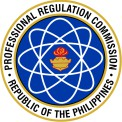 PROFESSIONAL REGULATION COMMISSION
REPUBLIC OF THE PHILIPPINES